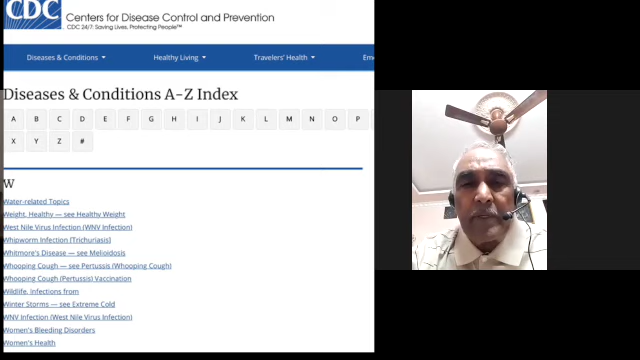 CDC
Centers for Disease Control and Prevention
CDC 24/7: Saving Lives, Protecting People™
Diseases & Conditions Healthy Living Travelers' Health Eme
Diseases & Conditions A-Z Index
A B C D E F G H I J K L M N O P
X Y Z #
W
Water-related Topics
Weight, Healthy — see Healthy Weight
West Nile Virus Infection (WNV Infection)
Whipworm Infection [Trichuriasis]
Whitmore's Disease — see Melioidosis
Whooping Cough — see Pertussis (Whooping Cough)
Whooping Cough (Pertussis) Vaccination
Wildlife, Infections from
Winter Storms — see Extreme Cold
WNV Infection (West Nile Virus Infection)
Women's Bleeding Disorders
Women's Health